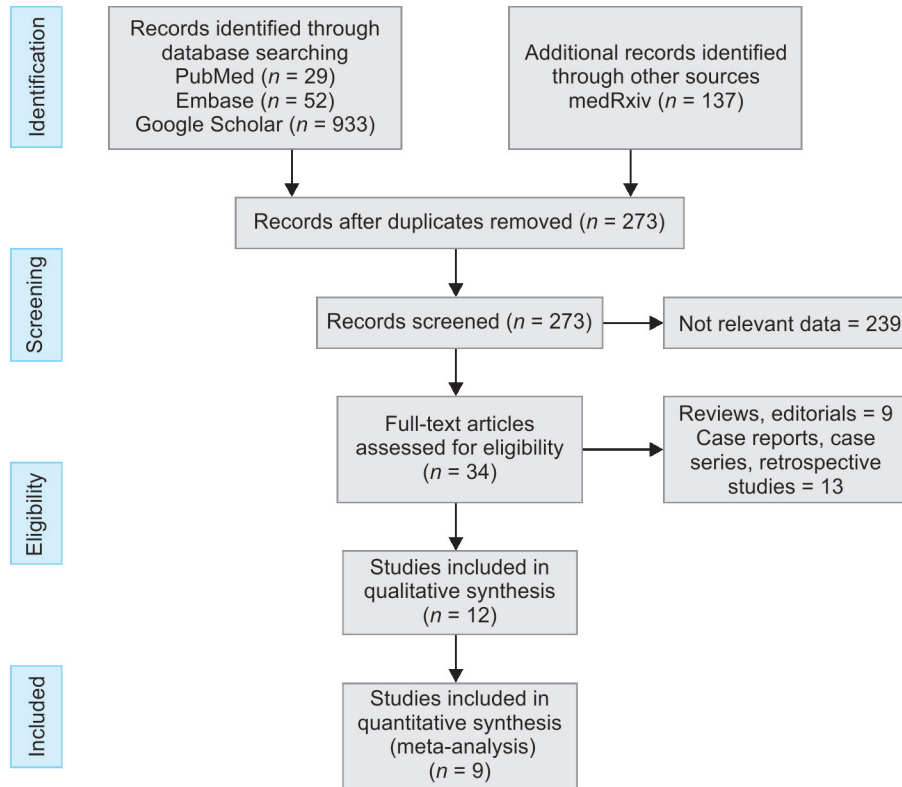 Identification
Records identified through
database searching
PubMed (n = 29)
Embase (n = 52)
Google Scholar (n = 933)
Additional records identified
through other sources
medRxiv (n = 137)
Records after duplicates removed (n = 273)
Screening
Records screened (n = 273)
Not relevant data = 239
Eligibility
Full-text articles
assessed for eligibility
(n = 34)
Reviews, editorials = 9
Case reports, case
series, retrospective
studies = 13
Studies included in
qualitative synthesis
(n = 12)
Included
Studies included in
quantitative synthesis
(meta-analysis)
(n = 9)